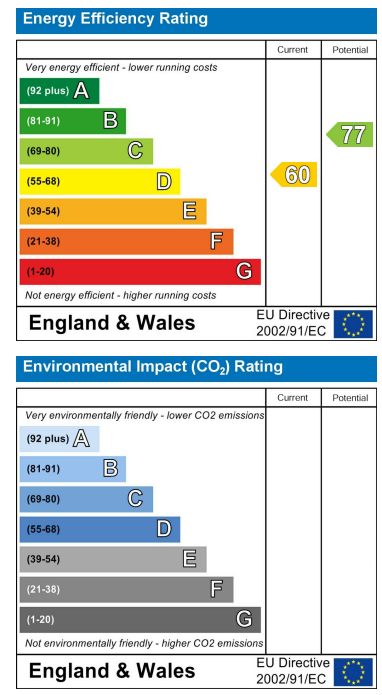 Energy Efficiency Rating
Current Potential
Very energy efficient - lower running costs
(92 plus) A
(81-91) B
77
(69-80) C
(55-68) D
60
(39-54) E
(21-38) F
(1-20) G
Not energy efficient - higher running costs
England & Wales
EU Directive
2002/91/EC
Environmental Impact (CO₂) Rating
Current Potential
Very environmentally friendly - lower CO2 emissions
(92 plus) A
(81-91) B
(69-80) C
(55-68) D
(39-54) E
(21-38) F
(1-20) G
Not environmentally friendly - higher CO2 emissions
England & Wales
EU Directive
2002/91/EC